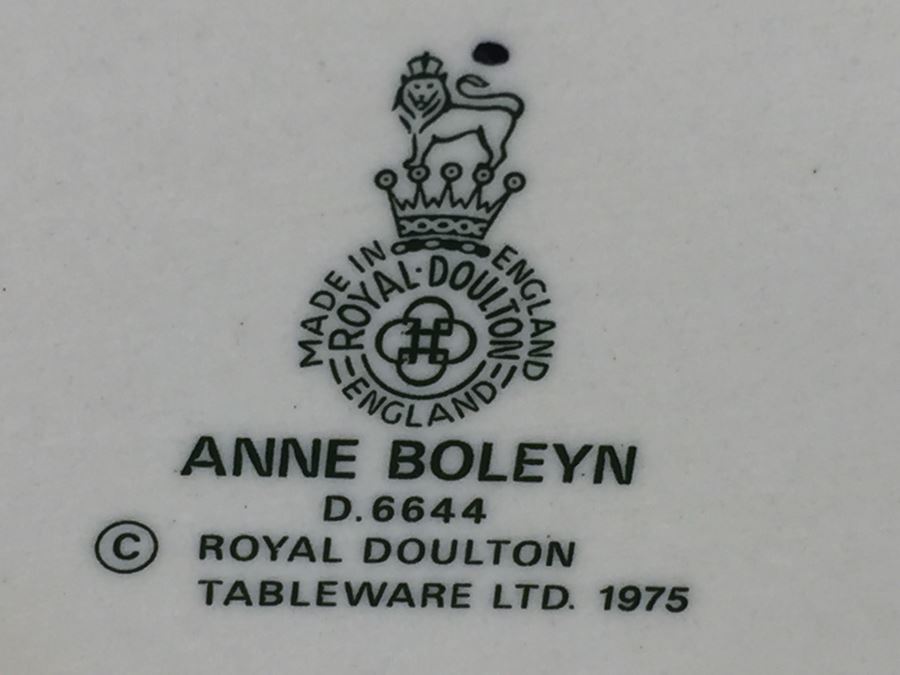 MADE IN ENGLAND
ROYAL·DOULTON
ENGLAND
ANNE BOLEYN
D.6644
© ROYAL DOULTON
TABLEWARE LTD. 1975